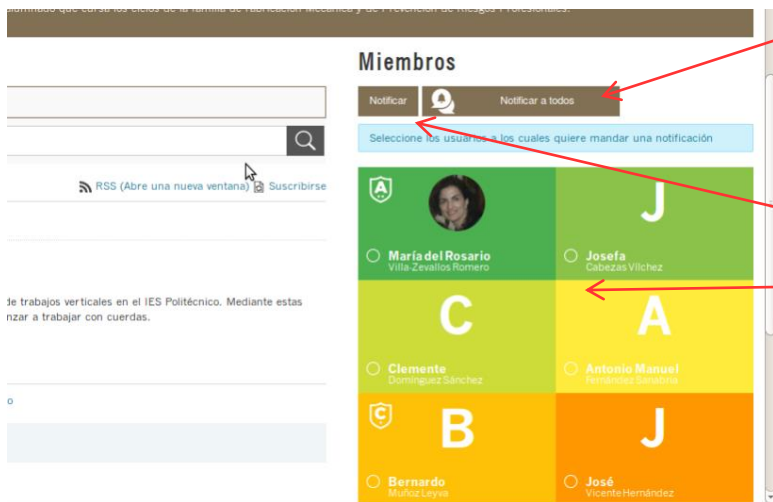 alumnado que cursa los ciclos de la familia de Fabricación Mecánica y de Prevención de Riesgos Profesionales.
Miembros
Notificar
Notificar a todos
Seleccione los usuarios a los cuales quiere mandar una notificación
RSS (Abre una nueva ventana) Suscribirse
de trabajos verticales en el IES Politécnico. Mediante estas
nzar a trabajar con cuerdas.
o
A
María del Rosario
Villa-Zevallos Romero
J
Josefa
Cabezas Vílchez
C
Clemente
Domínguez Sánchez
A
Antonio Manuel
Fernández Sanabria
C
B
Bernardo
Muñoz Leyva
J
José
Vicente Hernández